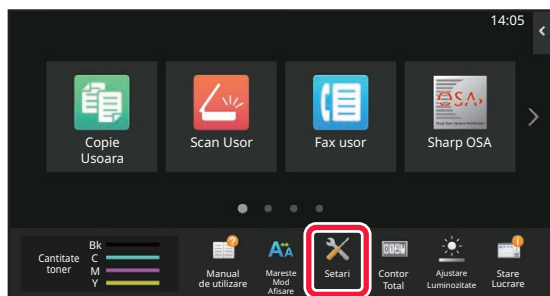 14:05
Copie
Usoara
Scan Usor
Fax usor
Sharp OSA
Cantitate
toner
Bk
C
M
Y
Manual
de utilizare
Mareste
Mod
Afisare
Setari
Contor
Total
Ajustare
Luminozitate
Stare
Lucrare